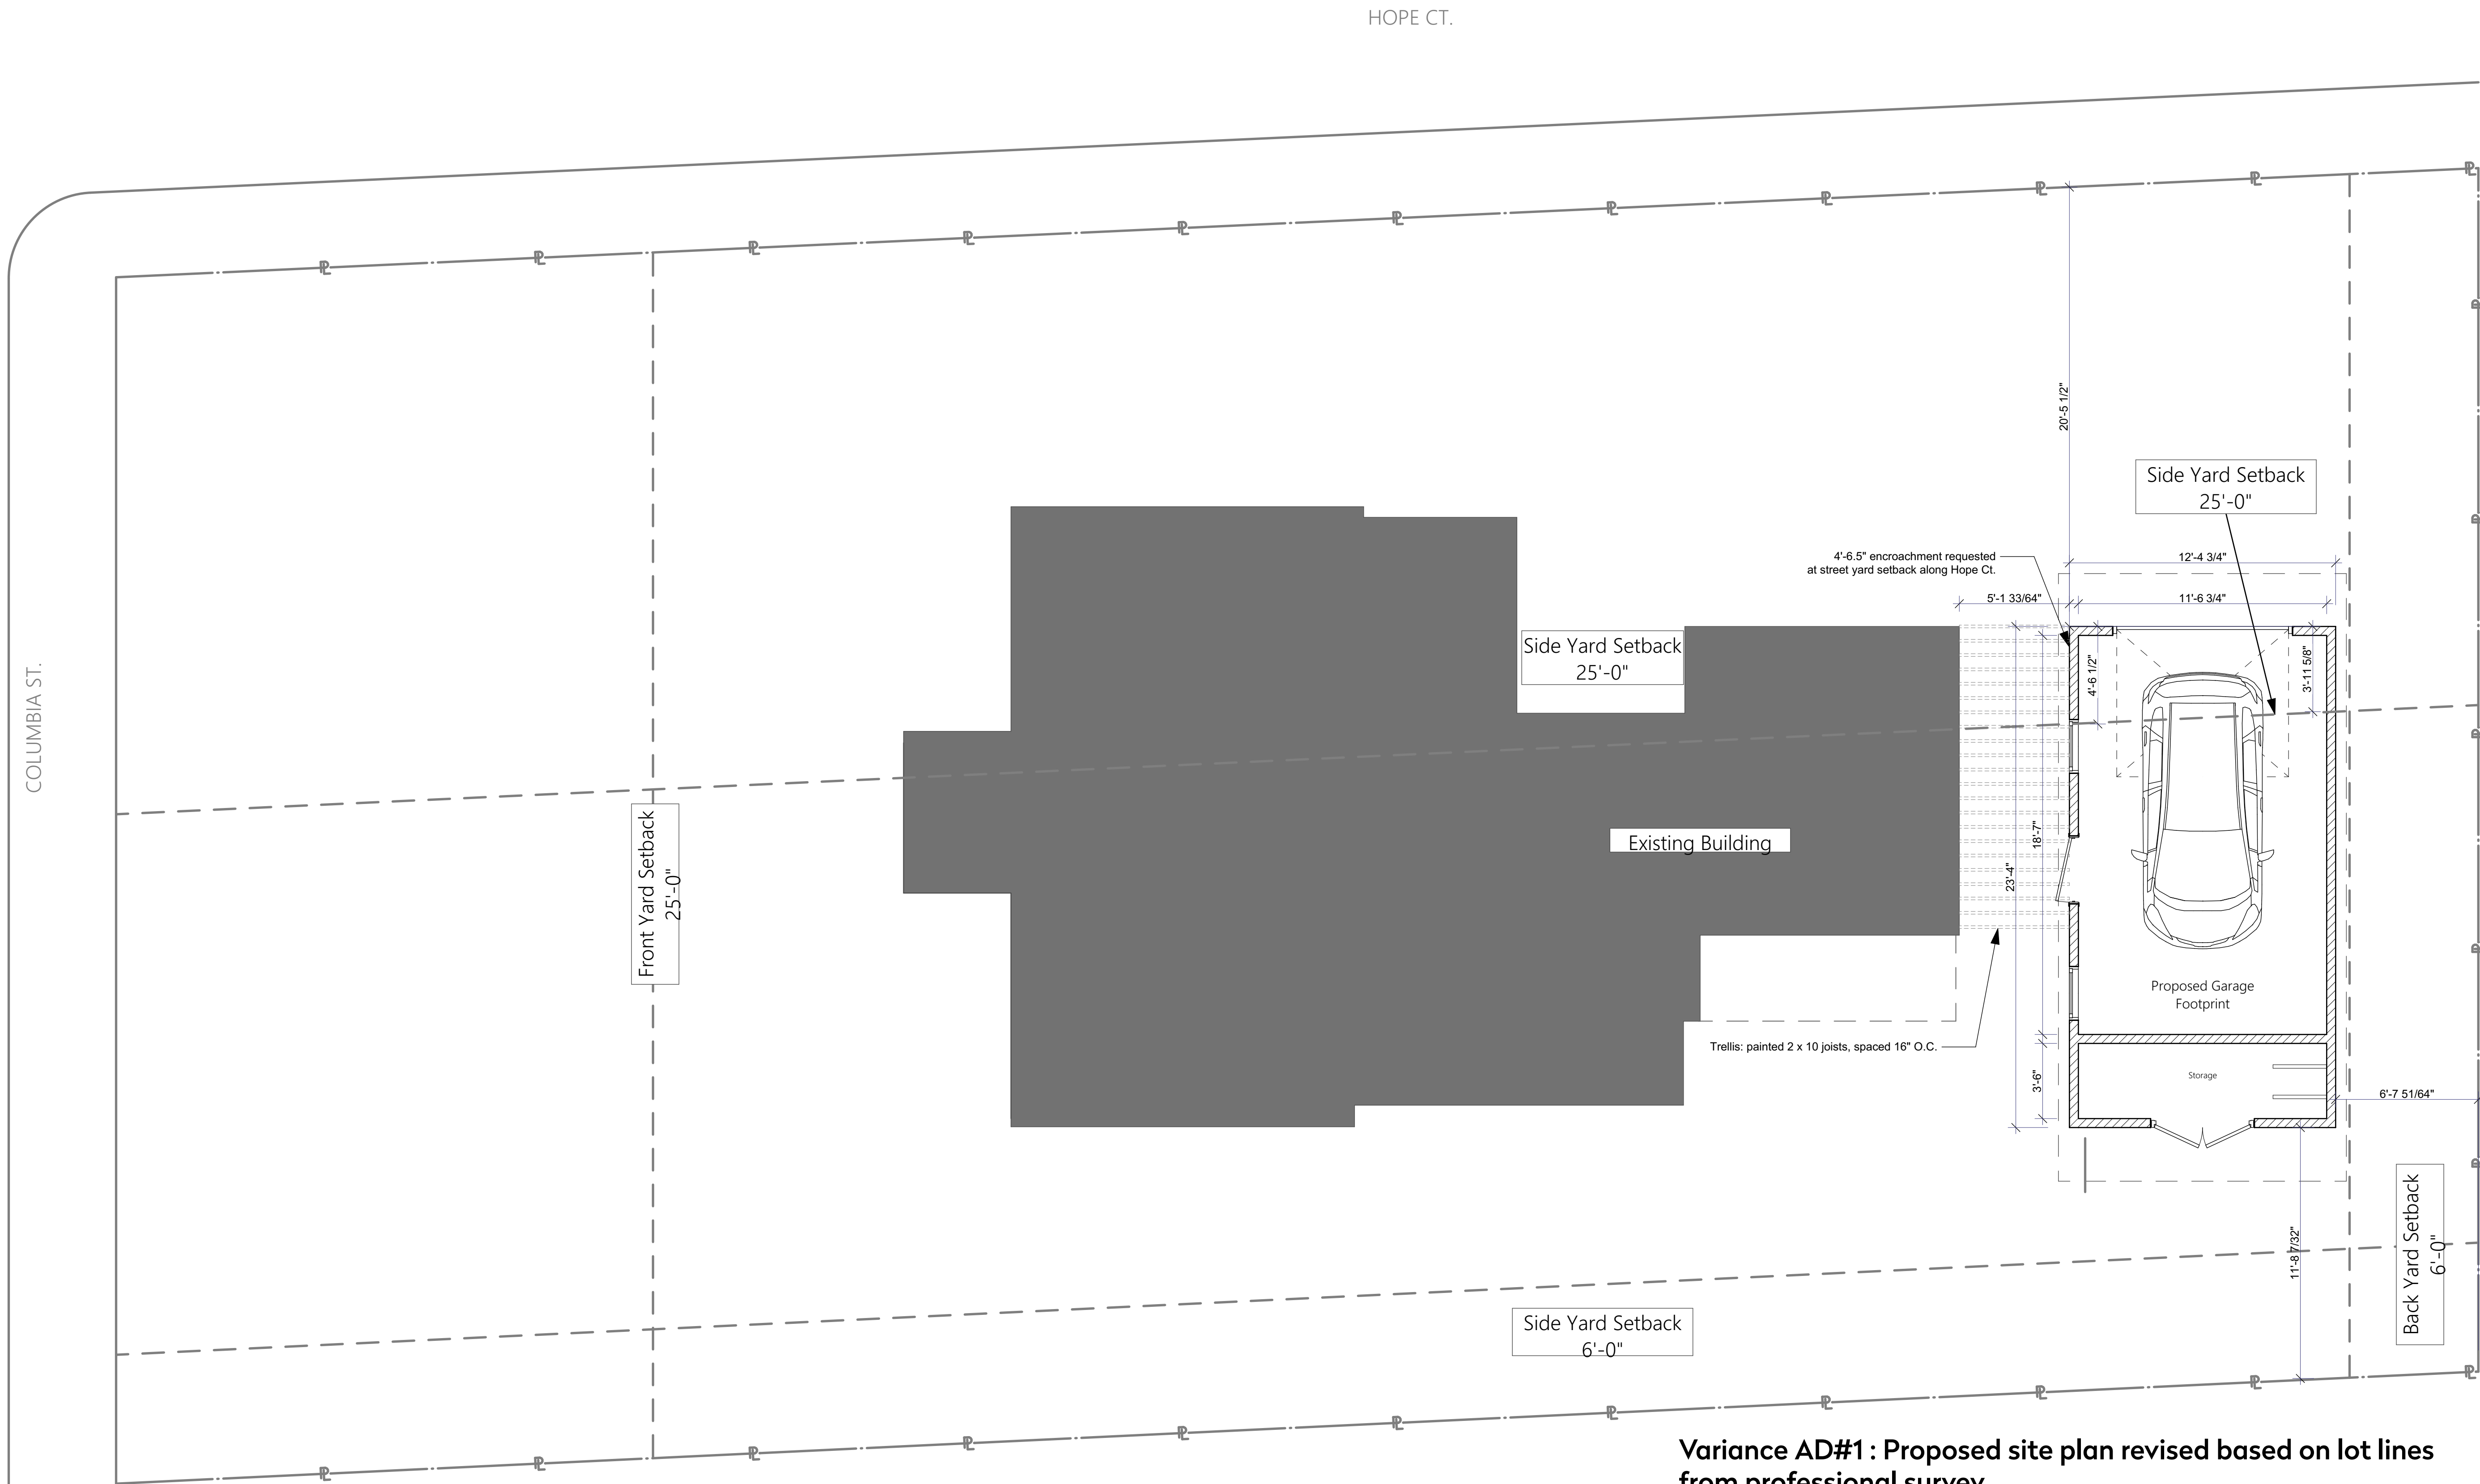 HOPE CT.
COLUMBIA ST.
20'-5 1/2"
Side Yard Setback
25'-0"
4'-6.5" encroachment requested
at street yard setback along Hope Ct.
12'-4 3/4"
5'-1 33/64"
11'-6 3/4"
Side Yard Setback
25'-0"
4'-6 1/2"
3'-11 5/8"
Front Yard Setback
25'-0"
Existing Building
18'-7"
23'-4"
Proposed Garage
Footprint
Trellis: painted 2 x 10 joists, spaced 16" O.C.
3'-6"
Storage
6'-7 51/64"
11'-8 7/32"
Back Yard Setback
6'-0"
Side Yard Setback
6'-0"
Variance AD#1 : Proposed site plan revised based on lot lines
from professional survey